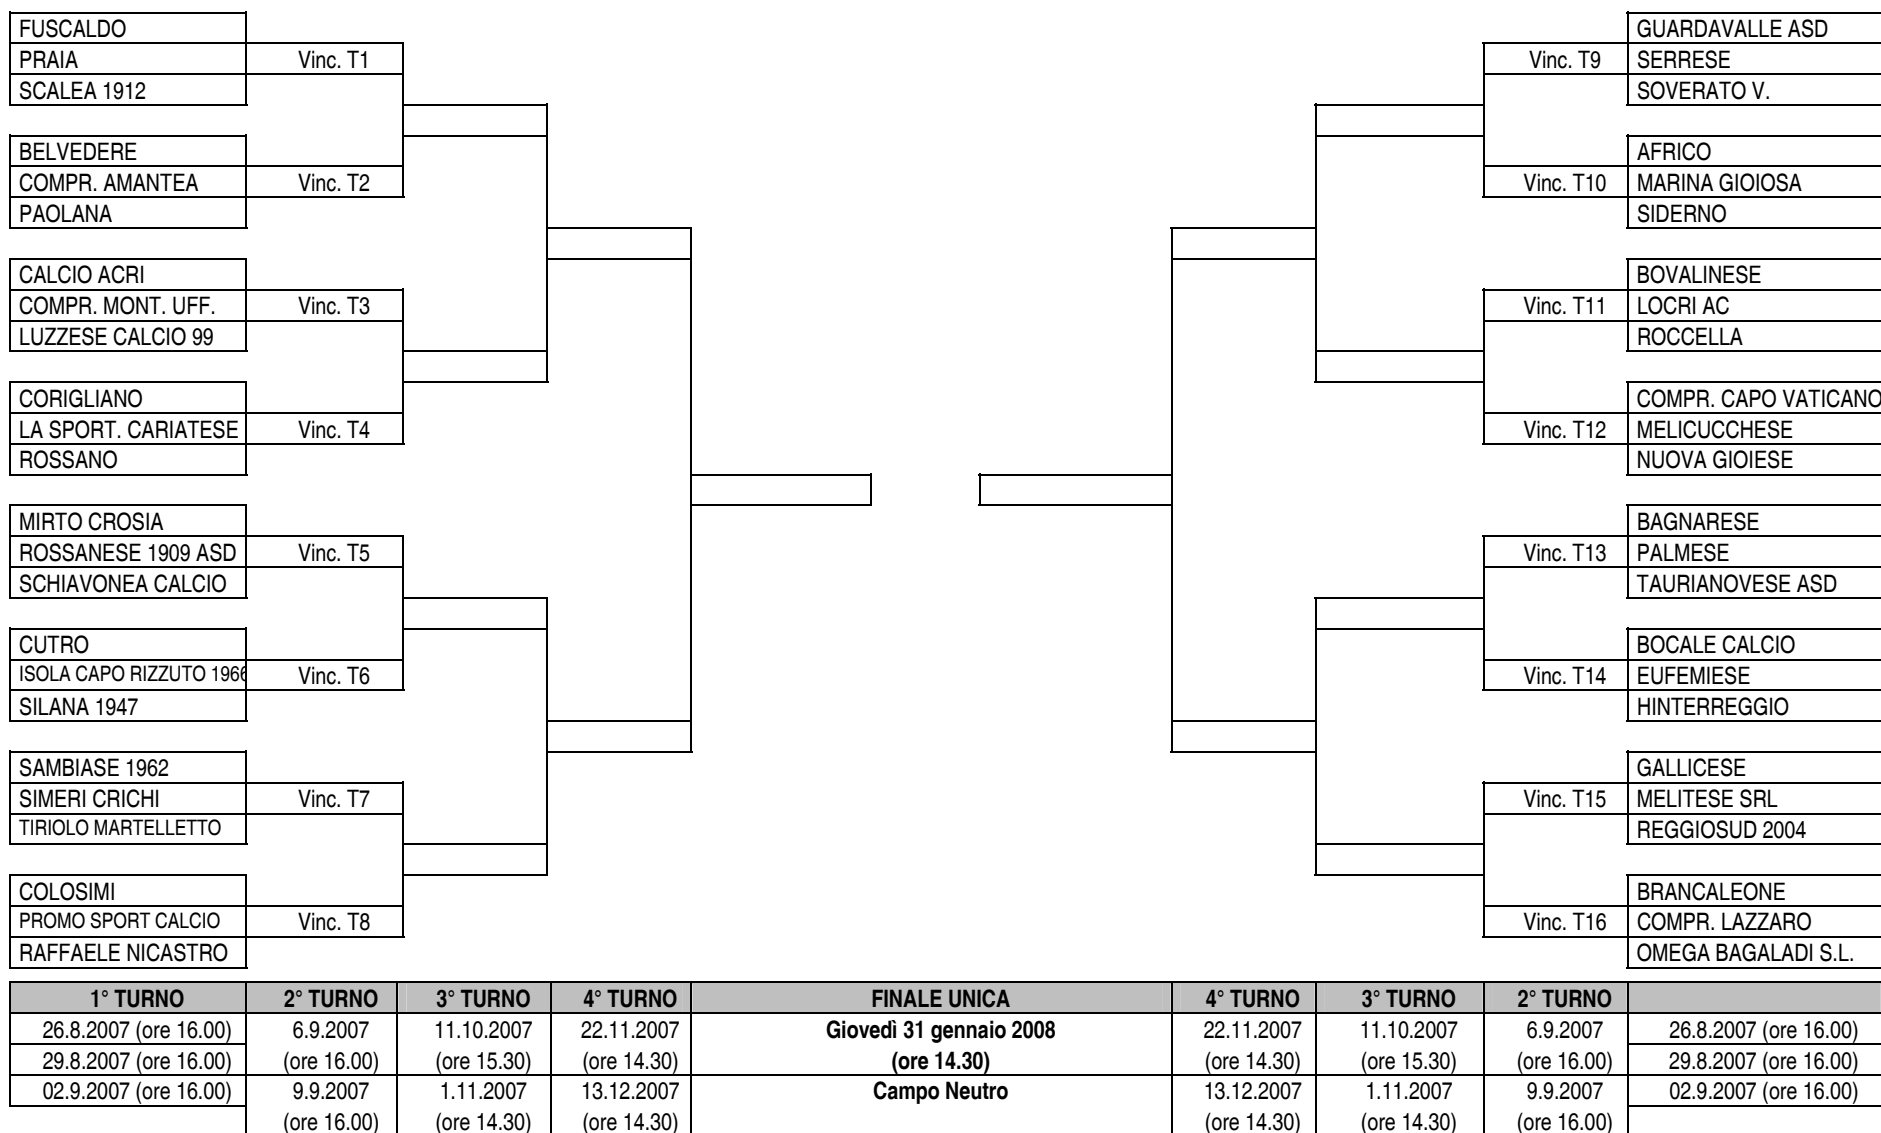 FUSCALDO
PRAIA Vinc. T1
SCALEA 1912
BELVEDERE
COMPR. AMANTEA Vinc. T2
PAOLANA
CALCIO ACRI
COMPR. MONT. UFF. Vinc. T3
LUZZESE CALCIO 99
CORIGLIANO
LA SPORT. CARIATESE Vinc. T4
ROSSANO
MIRTO CROSIA
ROSSANESE 1909 ASD Vinc. T5
SCHIAVONEA CALCIO
CUTRO
ISOLA CAPO RIZZUTO 1966 Vinc. T6
SILANA 1947
SAMBIASE 1962
SIMERI CRICHI Vinc. T7
TIRIOLO MARTELLETTO
COLOSIMI
PROMO SPORT CALCIO Vinc. T8
RAFFAELE NICASTRO
GUARDAVALLE ASD
Vinc. T9 SERRESE
SOVERATO V.
AFRICO
Vinc. T10 MARINA GIOIOSA
SIDERNO
BOVALINESE
Vinc. T11 LOCRI AC
ROCCELLA
COMPR. CAPO VATICANO
Vinc. T12 MELICUCCHESE
NUOVA GIOIESE
BAGNARESE
Vinc. T13 PALMESE
TAURIANOVESE ASD
BOCALE CALCIO
Vinc. T14 EUFEMIESE
HINTERREGGIO
GALLICESE
Vinc. T15 MELITESE SRL
REGGIOSUD 2004
BRANCALEONE
Vinc. T16 COMPR. LAZZARO
OMEGA BAGALADI S.L.
1° TURNO 2° TURNO 3° TURNO 4° TURNO FINALE UNICA 4° TURNO 3° TURNO 2° TURNO
26.8.2007 (ore 16.00) 6.9.2007 11.10.2007 22.11.2007 Giovedì 31 gennaio 2008 22.11.2007 11.10.2007 6.9.2007 26.8.2007 (ore 16.00)
29.8.2007 (ore 16.00) (ore 16.00) (ore 15.30) (ore 14.30) (ore 14.30) (ore 14.30) (ore 15.30) (ore 16.00) 29.8.2007 (ore 16.00)
02.9.2007 (ore 16.00) 9.9.2007 1.11.2007 13.12.2007 Campo Neutro 13.12.2007 1.11.2007 9.9.2007 02.9.2007 (ore 16.00)
(ore 16.00) (ore 14.30) (ore 14.30) (ore 14.30) (ore 14.30) (ore 16.00)